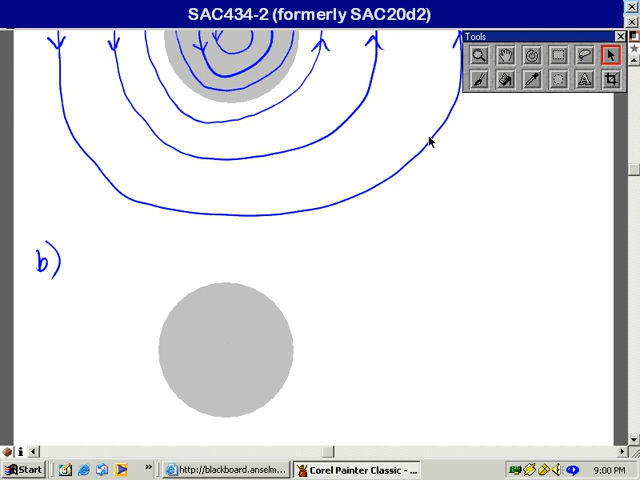 SAC434-2 (formerly SAC20d2)
Tools
b)
Start
»
http://blackboard.anselm...
Corel Painter Classic - ...
»
9:00 PM